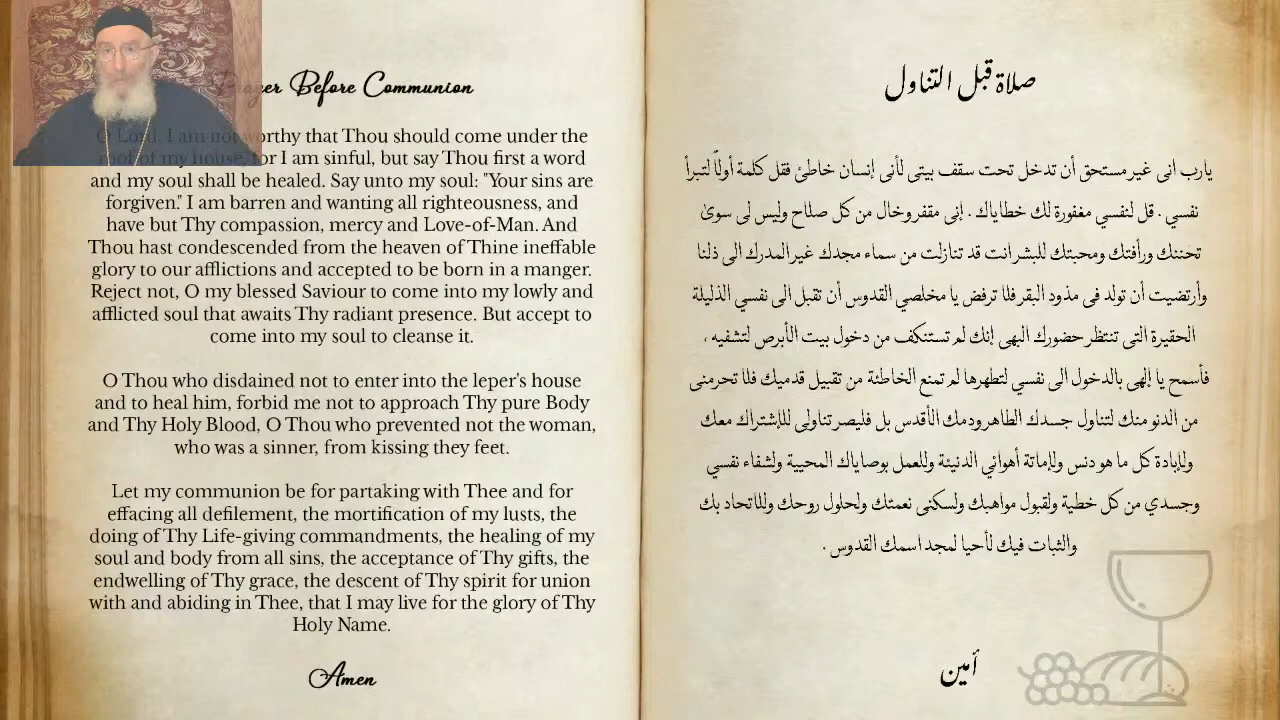 Prayer Before Communion
O Lord, I am not worthy that Thou should come under the
roof of my house, for I am sinful, but say Thou first a word
and my soul shall be healed. Say unto my soul: "Your sins are
forgiven." I am barren and wanting all righteousness, and
have but Thy compassion, mercy and Love-of-Man. And
Thou hast condescended from the heaven of Thine ineffable
glory to our afflictions and accepted to be born in a manger.
Reject not, O my blessed Saviour to come into my lowly and
afflicted soul that awaits Thy radiant presence. But accept to
come into my soul to cleanse it.
O Thou who disdained not to enter into the leper's house
and to heal him, forbid me not to approach Thy pure Body
and Thy Holy Blood, O Thou who prevented not the woman,
who was a sinner, from kissing they feet.
Let my communion be for partaking with Thee and for
effacing all defilement, the mortification of my lusts, the
doing of Thy Life-giving commandments, the healing of my
soul and body from all sins, the acceptance of Thy gifts, the
endwelling of Thy grace, the descent of Thy spirit for union
with and abiding in Thee, that I may live for the glory of Thy
Holy Name.
Amen
صلاة قبل التناول
يارب انى غير مستحق أن تدخل تحت سقف بيتى لأنى إنسان خاطئ فقل كلمة أولاً لتبرأ
نفسي . قل لنفسي مغفورة لك خطاياك . إنى مقفر وخال من كل صلاح وليس لى سوى
تحننك ورأفتك ومحبتك للبشر انت قد تنازلت من سماء مجدك غير المدرك الى ذلنا
وأرتضيت أن تولد فى مذود البقر فلا ترفض يا مخلصي القدوس أن تقبل الى نفسي الذليلة
الحقيرة التى تنتظر حضورك البهى إنك لم تستنكف من دخول بيت الأبرص لتشفيه ،
فأسمح يا إلهى بالدخول الى نفسي لتطهرها لم تمنع الخاطئة من تقبيل قدميك فلا تحرمنى
من الدنو منك لتناول جسدك الطاهر ودمك الأقدس بل فليصر تناولى للإشتراك معك
ولإبادة كل ما هو دنس ولإماتة أهوائي الدنيئة وللعمل بوصاياك المحيية ولشفاء نفسي
وجسدي من كل خطية ولقبول مواهبك ولسكنى نعمتك ولحلول روحك وللاتحاد بك
والثبات فيك لأحيا لمجد اسمك القدوس .
أمين